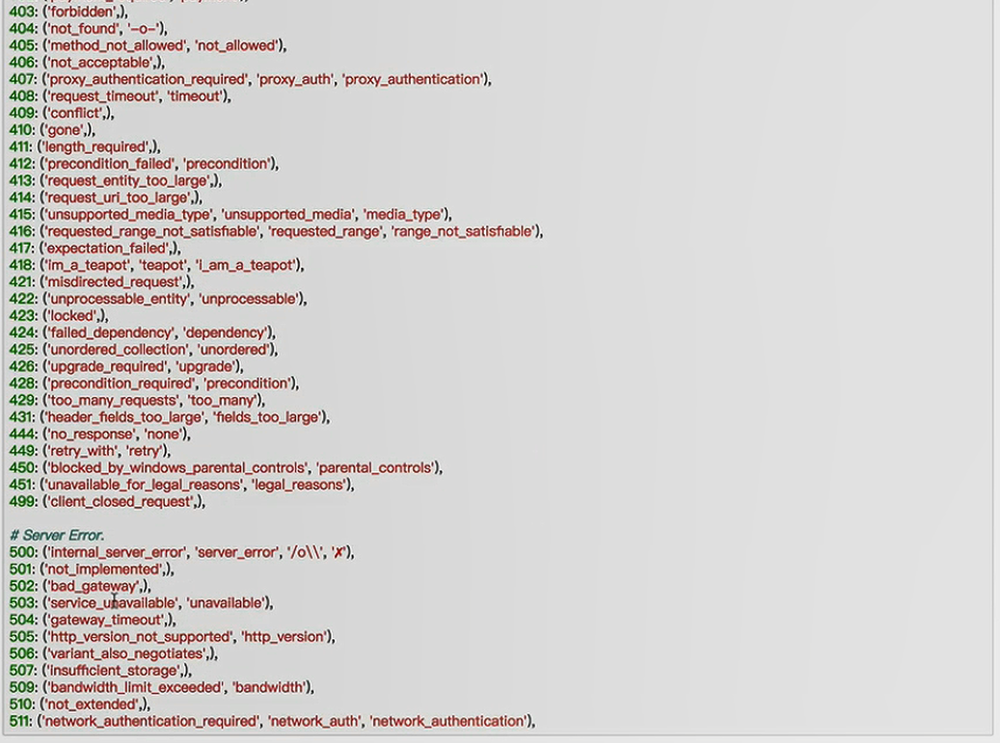 403: ('forbidden',),
404: ('not_found', '-o-'),
405: ('method_not_allowed', 'not_allowed'),
406: ('not_acceptable',),
407: ('proxy_authentication_required', 'proxy_auth', 'proxy_authentication'),
408: ('request_timeout', 'timeout'),
409: ('conflict',),
410: ('gone',),
411: ('length_required',),
412: ('precondition_failed', 'precondition'),
413: ('request_entity_too_large',),
414: ('request_uri_too_large',),
415: ('unsupported_media_type', 'unsupported_media', 'media_type'),
416: ('requested_range_not_satisfiable', 'requested_range', 'range_not_satisfiable'),
417: ('expectation_failed',),
418: ('im_a_teapot', 'teapot', 'i_am_a_teapot'),
421: ('misdirected_request',),
422: ('unprocessable_entity', 'unprocessable'),
423: ('locked',),
424: ('failed_dependency', 'dependency'),
425: ('unordered_collection', 'unordered'),
426: ('upgrade_required', 'upgrade'),
428: ('precondition_required', 'precondition'),
429: ('too_many_requests', 'too_many'),
431: ('header_fields_too_large', 'fields_too_large'),
444: ('no_response', 'none'),
449: ('retry_with', 'retry'),
450: ('blocked_by_windows_parental_controls', 'parental_controls'),
451: ('unavailable_for_legal_reasons', 'legal_reasons'),
499: ('client_closed_request',),
# Server Error.
500: ('internal_server_error', 'server_error', '/o\\', '✗'),
501: ('not_implemented',),
502: ('bad_gateway',),
503: ('service_unavailable', 'unavailable'),
504: ('gateway_timeout',),
505: ('http_version_not_supported', 'http_version'),
506: ('variant_also_negotiates',),
507: ('insufficient_storage',),
509: ('bandwidth_limit_exceeded', 'bandwidth'),
510: ('not_extended',),
511: ('network_authentication_required', 'network_auth', 'network_authentication'),